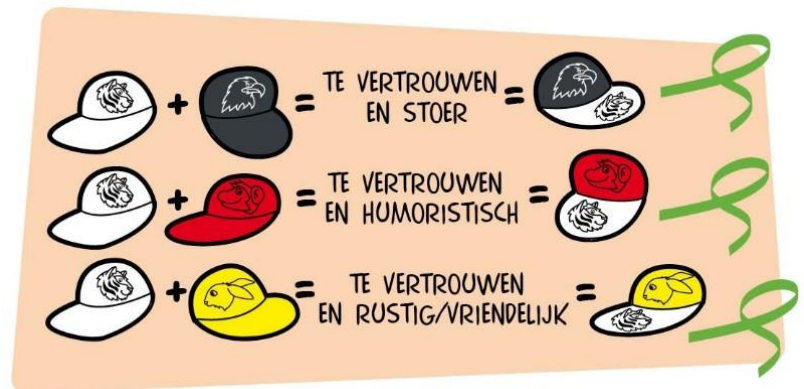 + = TE VERTROUWEN EN STOER =
+ = TE VERTROUWEN EN HUMORISTISCH =
+ = TE VERTROUWEN EN RUSTIG/VRIENDELIJK =